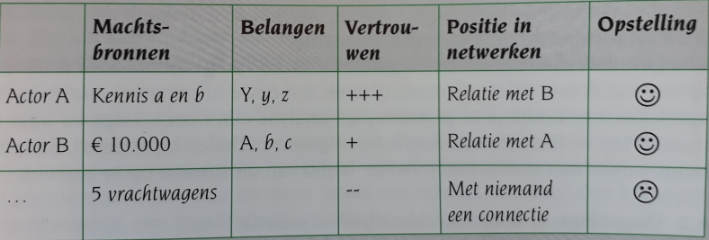 Machts-
bronnen
Belangen
Vertrou-
wen
Positie in
netwerken
Opstelling
Actor A
Kennis a en b
Y, y, z
+++
Relatie met B
Actor B
€ 10.000
A, b, c
+
Relatie met A
...
5 vrachtwagens
--
Met niemand
een connectie